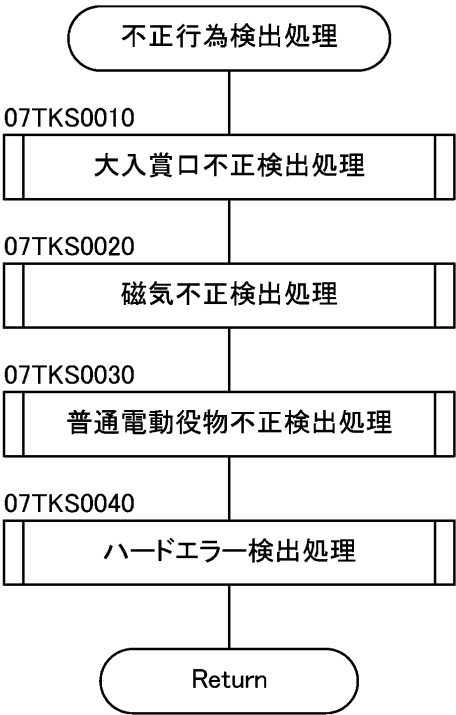 不正行為検出処理
07TKS0010
大入賞口不正検出処理
07TKS0020
磁気不正検出処理
07TKS0030
普通電動役物不正検出処理
07TKS0040
ハードエラー検出処理
Return